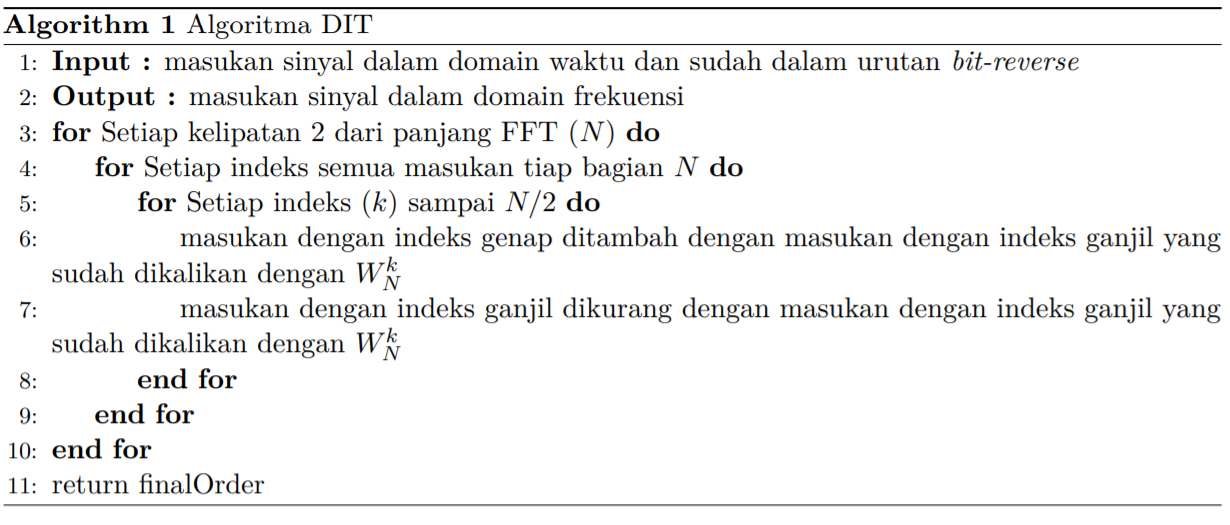 Algorithm 1 Algoritma DIT
1: Input : masukan sinyal dalam domain waktu dan sudah dalam urutan bit-reverse
2: Output : masukan sinyal dalam domain frekuensi
3: for Setiap kelipatan 2 dari panjang FFT (N) do
4: for Setiap indeks semua masukan tiap bagian N do
5: for Setiap indeks (k) sampai N/2 do
6: masukan dengan indeks genap ditambah dengan masukan dengan indeks ganjil yang
sudah dikalikan dengan W_N^k
7: masukan dengan indeks ganjil dikurang dengan masukan dengan indeks ganjil yang
sudah dikalikan dengan W_N^k
8: end for
9: end for
10: end for
11: return finalOrder